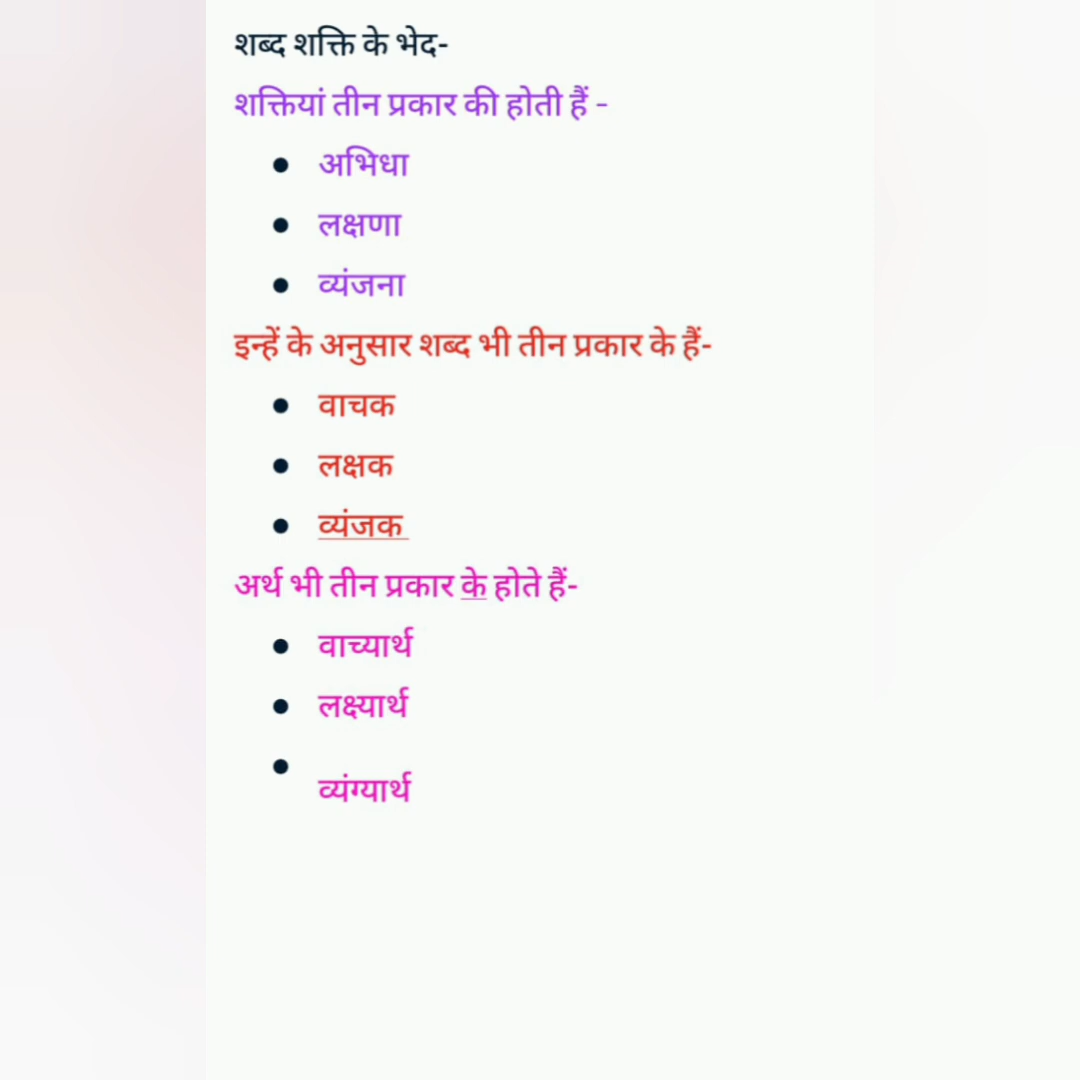 शब्द शक्ति के भेद-
शक्तियां तीन प्रकार की होती हैं -
● अभिधा
● लक्षणा
● व्यंजना
इन्हें के अनुसार शब्द भी तीन प्रकार के हैं-
● वाचक
● लक्षक
● व्यंजक
अर्थ भी तीन प्रकार के होते हैं-
● वाच्यार्थ
● लक्ष्यार्थ
● व्यंग्यार्थ